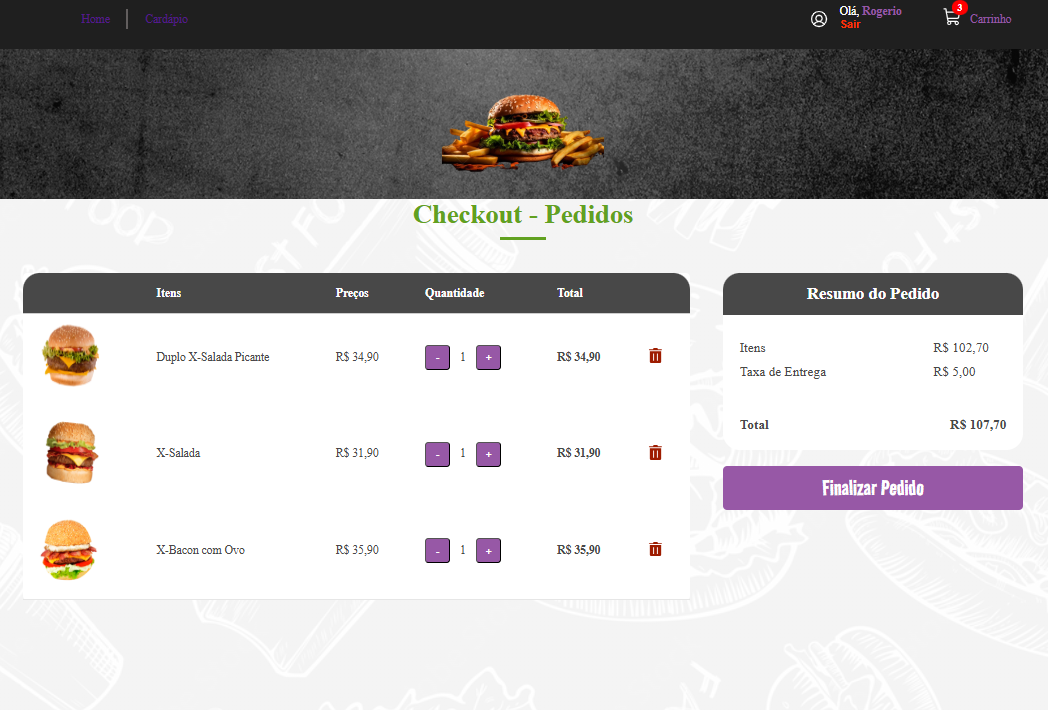 Home
Cardápio
Olá, Rogerio
Sair
3
Carrinho
Checkout - Pedidos
Itens Preços Quantidade Total
Duplo X-Salada Picante R$ 34,90 - 1 + R$ 34,90
X-Salada R$ 31,90 - 1 + R$ 31,90
X-Bacon com Ovo R$ 35,90 - 1 + R$ 35,90
Resumo do Pedido
Itens R$ 102,70
Taxa de Entrega R$ 5,00
Total R$ 107,70
Finalizar Pedido